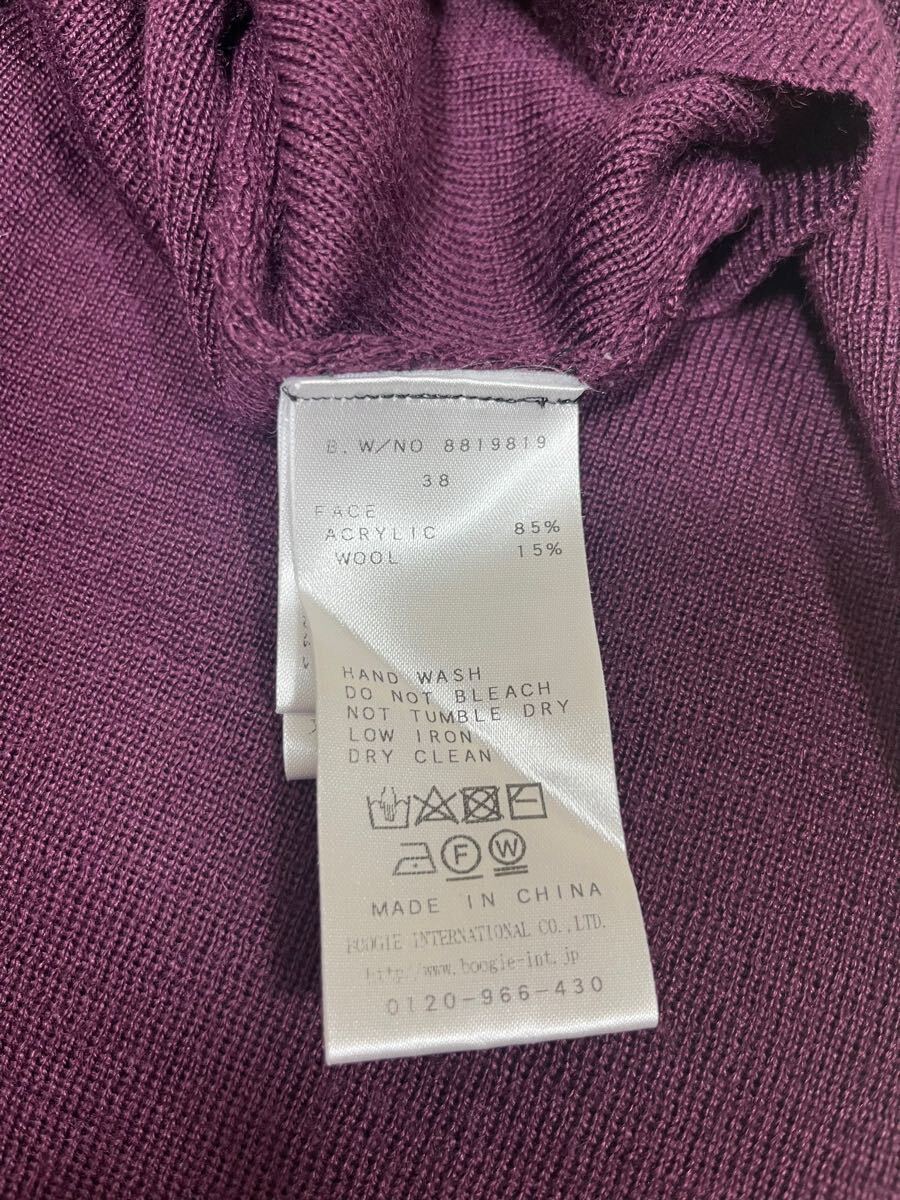 B. W/NO 8819819
38
FACE
ACRYLIC 85%
WOOL 15%
HAND WASH
DO NOT BLEACH
NOT TUMBLE DRY
LOW IRON
DRY CLEAN
F W
MADE IN CHINA
BOOGIE INTERNATIONAL CO.,LTD.
http://www.boogie-int.jp
0120-966-430